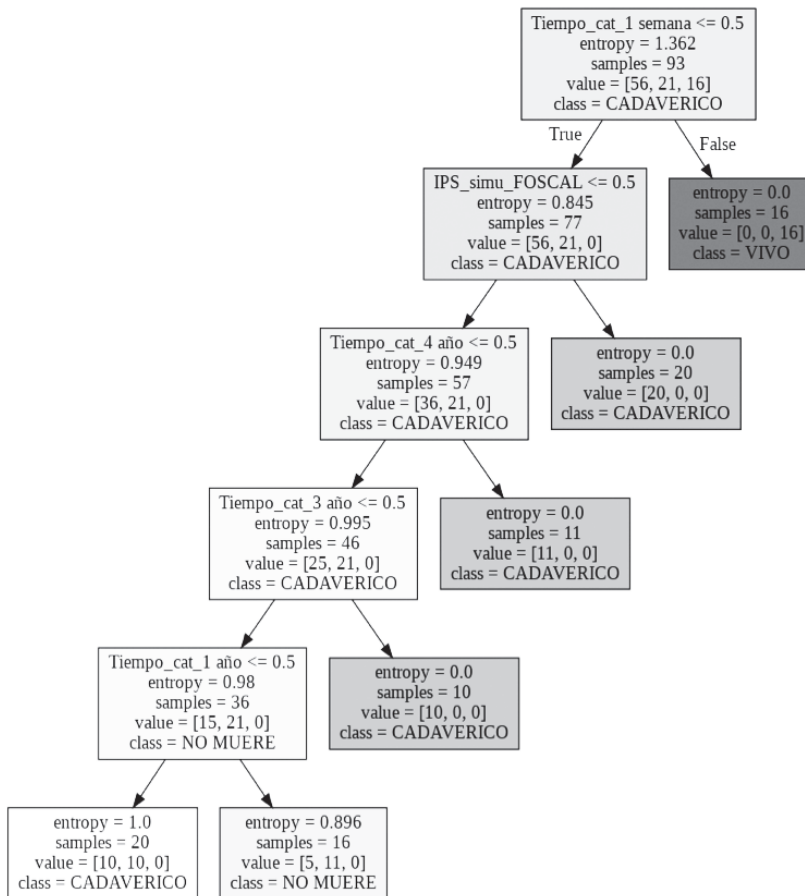 Tiempo_cat_1 semana <= 0.5
entropy = 1.362
samples = 93
value = [56, 21, 16]
class = CADAVERICO
True
False
IPS_simu_FOSCAL <= 0.5
entropy = 0.845
samples = 77
value = [56, 21, 0]
class = CADAVERICO
entropy = 0.0
samples = 16
value = [0, 0, 16]
class = VIVO
Tiempo_cat_4 año <= 0.5
entropy = 0.949
samples = 57
value = [36, 21, 0]
class = CADAVERICO
entropy = 0.0
samples = 20
value = [20, 0, 0]
class = CADAVERICO
Tiempo_cat_3 año <= 0.5
entropy = 0.995
samples = 46
value = [25, 21, 0]
class = CADAVERICO
entropy = 0.0
samples = 11
value = [11, 0, 0]
class = CADAVERICO
Tiempo_cat_1 año <= 0.5
entropy = 0.98
samples = 36
value = [15, 21, 0]
class = NO MUERE
entropy = 0.0
samples = 10
value = [10, 0, 0]
class = CADAVERICO
entropy = 1.0
samples = 20
value = [10, 10, 0]
class = CADAVERICO
entropy = 0.896
samples = 16
value = [5, 11, 0]
class = NO MUERE